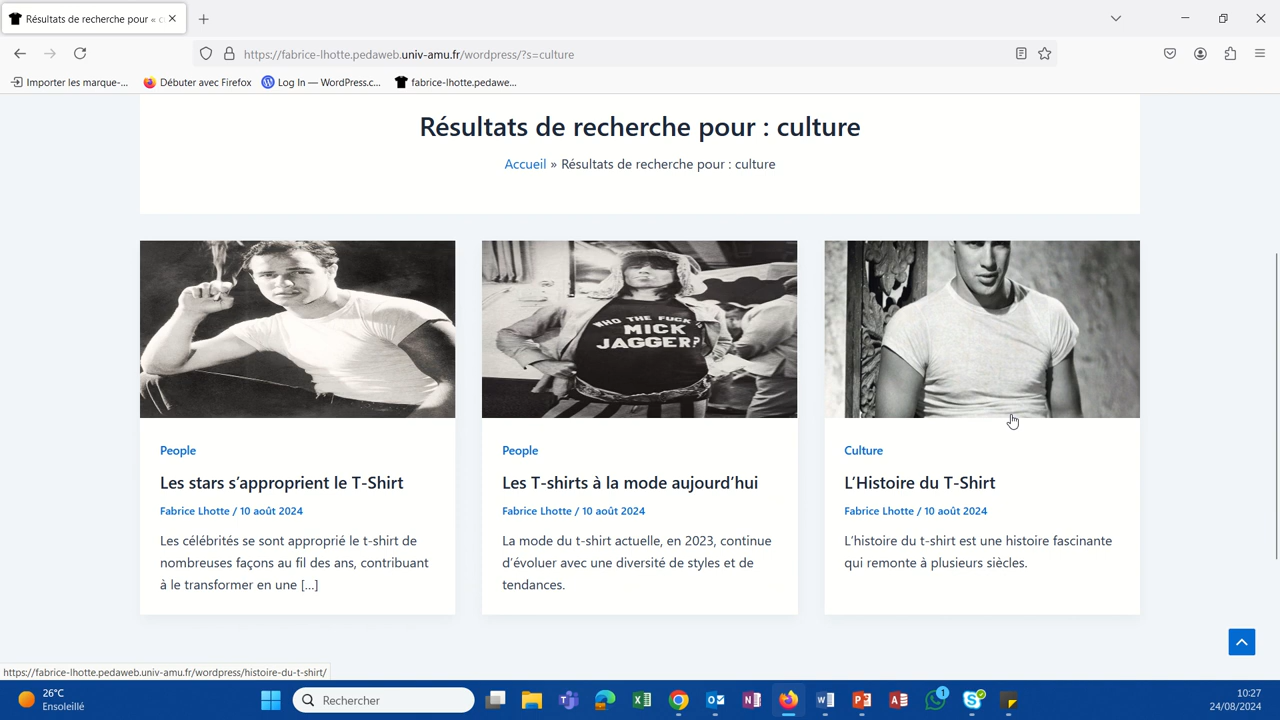 Résultats de recherche pour « c
https://fabrice-lhotte.pedaweb.univ-amu.fr/wordpress/?s=culture
Importer les marque-... Débuter avec Firefox Log In — WordPress.c... fabrice-lhotte.pedawe...
Résultats de recherche pour : culture
Accueil » Résultats de recherche pour : culture
WHO THE FUCK IS
MICK
JAGGER?
People
Les stars s’approprient le T-Shirt
Fabrice Lhotte / 10 août 2024
Les célébrités se sont approprié le t-shirt de
nombreuses façons au fil des ans, contribuant
à le transformer en une […]
People
Les T-shirts à la mode aujourd’hui
Fabrice Lhotte / 10 août 2024
La mode du t-shirt actuelle, en 2023, continue
d’évoluer avec une diversité de styles et de
tendances.
Culture
L’Histoire du T-Shirt
Fabrice Lhotte / 10 août 2024
L’histoire du t-shirt est une histoire fascinante
qui remonte à plusieurs siècles.
https://fabrice-lhotte.pedaweb.univ-amu.fr/wordpress/histoire-du-t-shirt/
26°C
Ensoleillé
Rechercher
1
10:27
24/08/2024